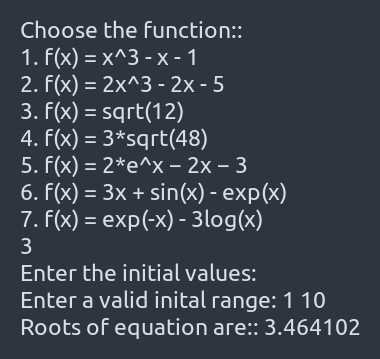 Choose the function::
1. f(x) = x^3 - x - 1
2. f(x) = 2x^3 - 2x - 5
3. f(x) = sqrt(12)
4. f(x) = 3*sqrt(48)
5. f(x) = 2*e^x – 2x – 3
6. f(x) = 3x + sin(x) - exp(x)
7. f(x) = exp(-x) - 3log(x)
3
Enter the initial values:
Enter a valid inital range: 1 10
Roots of equation are:: 3.464102